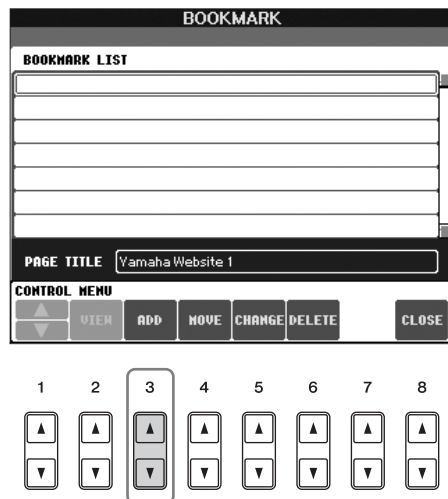 BOOKMARK
BOOKMARK LIST
PAGE TITLE Yamaha Website 1
CONTROL MENU
VIEW ADD MOVE CHANGE DELETE CLOSE
1 2 3 4 5 6 7 8